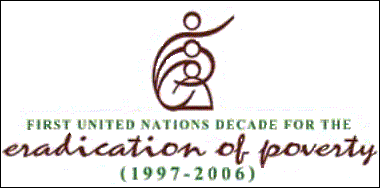 FIRST UNITED NATIONS DECADE FOR THE
eradication of poverty
(1997-2006)